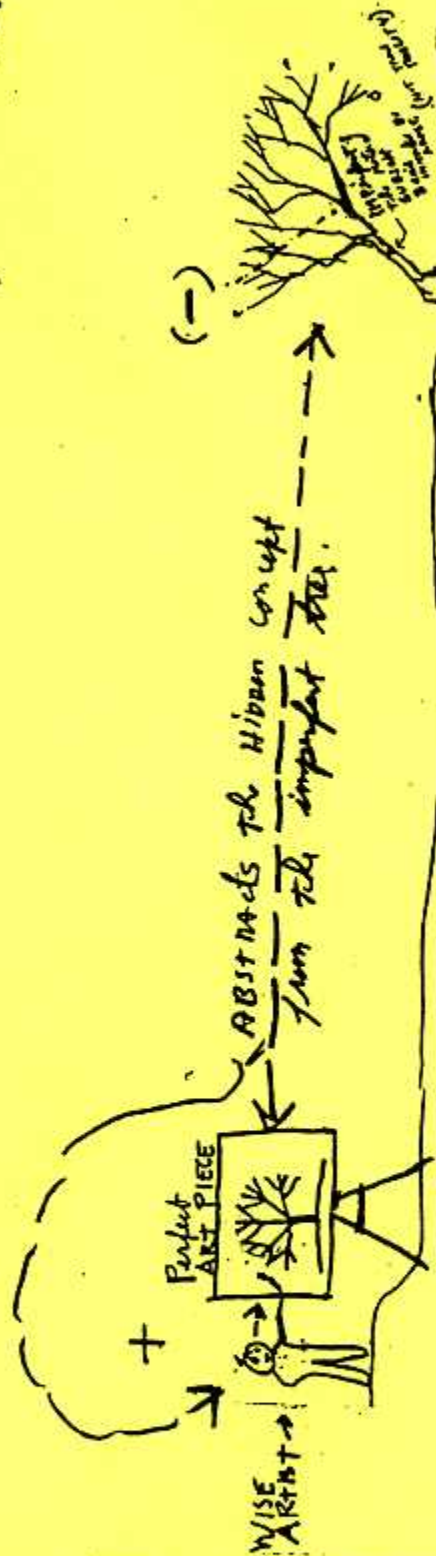 WISE
ARtist →
Perfect
ART PIECE
+
ABSTRACTS the HIDDEN concept
from the imperfect tree.
(-)